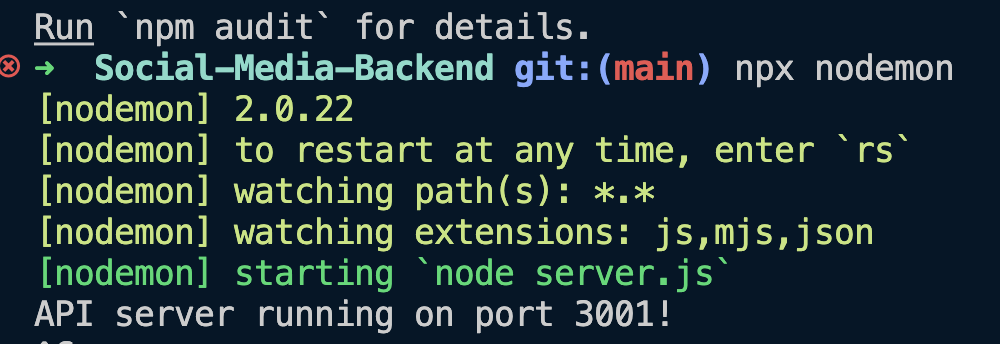 Run `npm audit` for details.
➜ Social-Media-Backend git:(main) npx nodemon
[nodemon] 2.0.22
[nodemon] to restart at any time, enter `rs`
[nodemon] watching path(s): *.*
[nodemon] watching extensions: js,mjs,json
[nodemon] starting `node server.js`
API server running on port 3001!